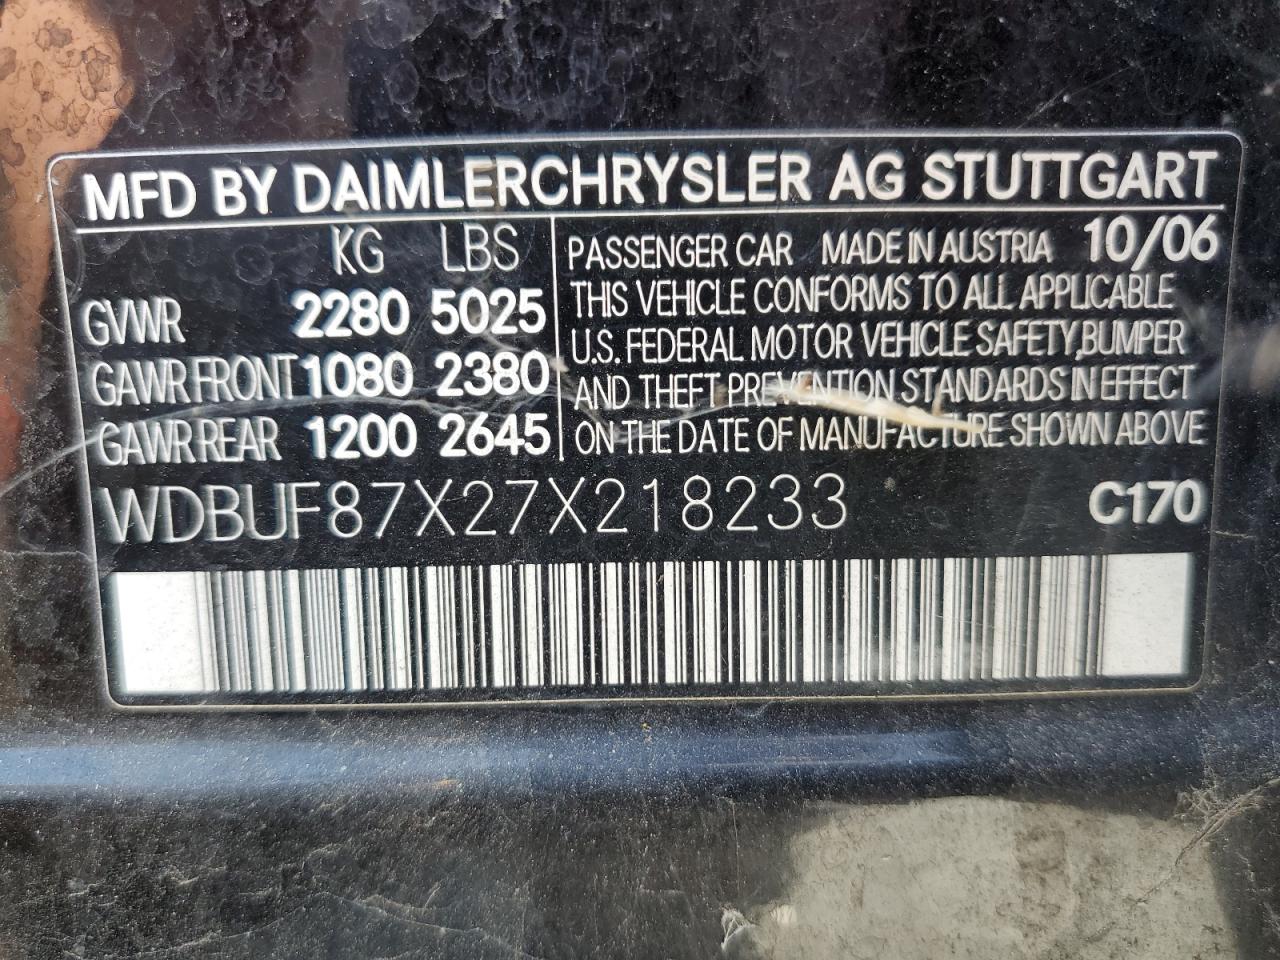 MFD BY DAIMLERCHRYSLER AG STUTTGART
KG LBS
GVWR 2280 5025
GAWR FRONT 1080 2380
GAWR REAR 1200 2645
PASSENGER CAR MADE IN AUSTRIA 10/06
THIS VEHICLE CONFORMS TO ALL APPLICABLE
U.S. FEDERAL MOTOR VEHICLE SAFETY,BUMPER
AND THEFT PREVENTION STANDARDS IN EFFECT
ON THE DATE OF MANUFACTURE SHOWN ABOVE
WDBUF87X27X218233 C170